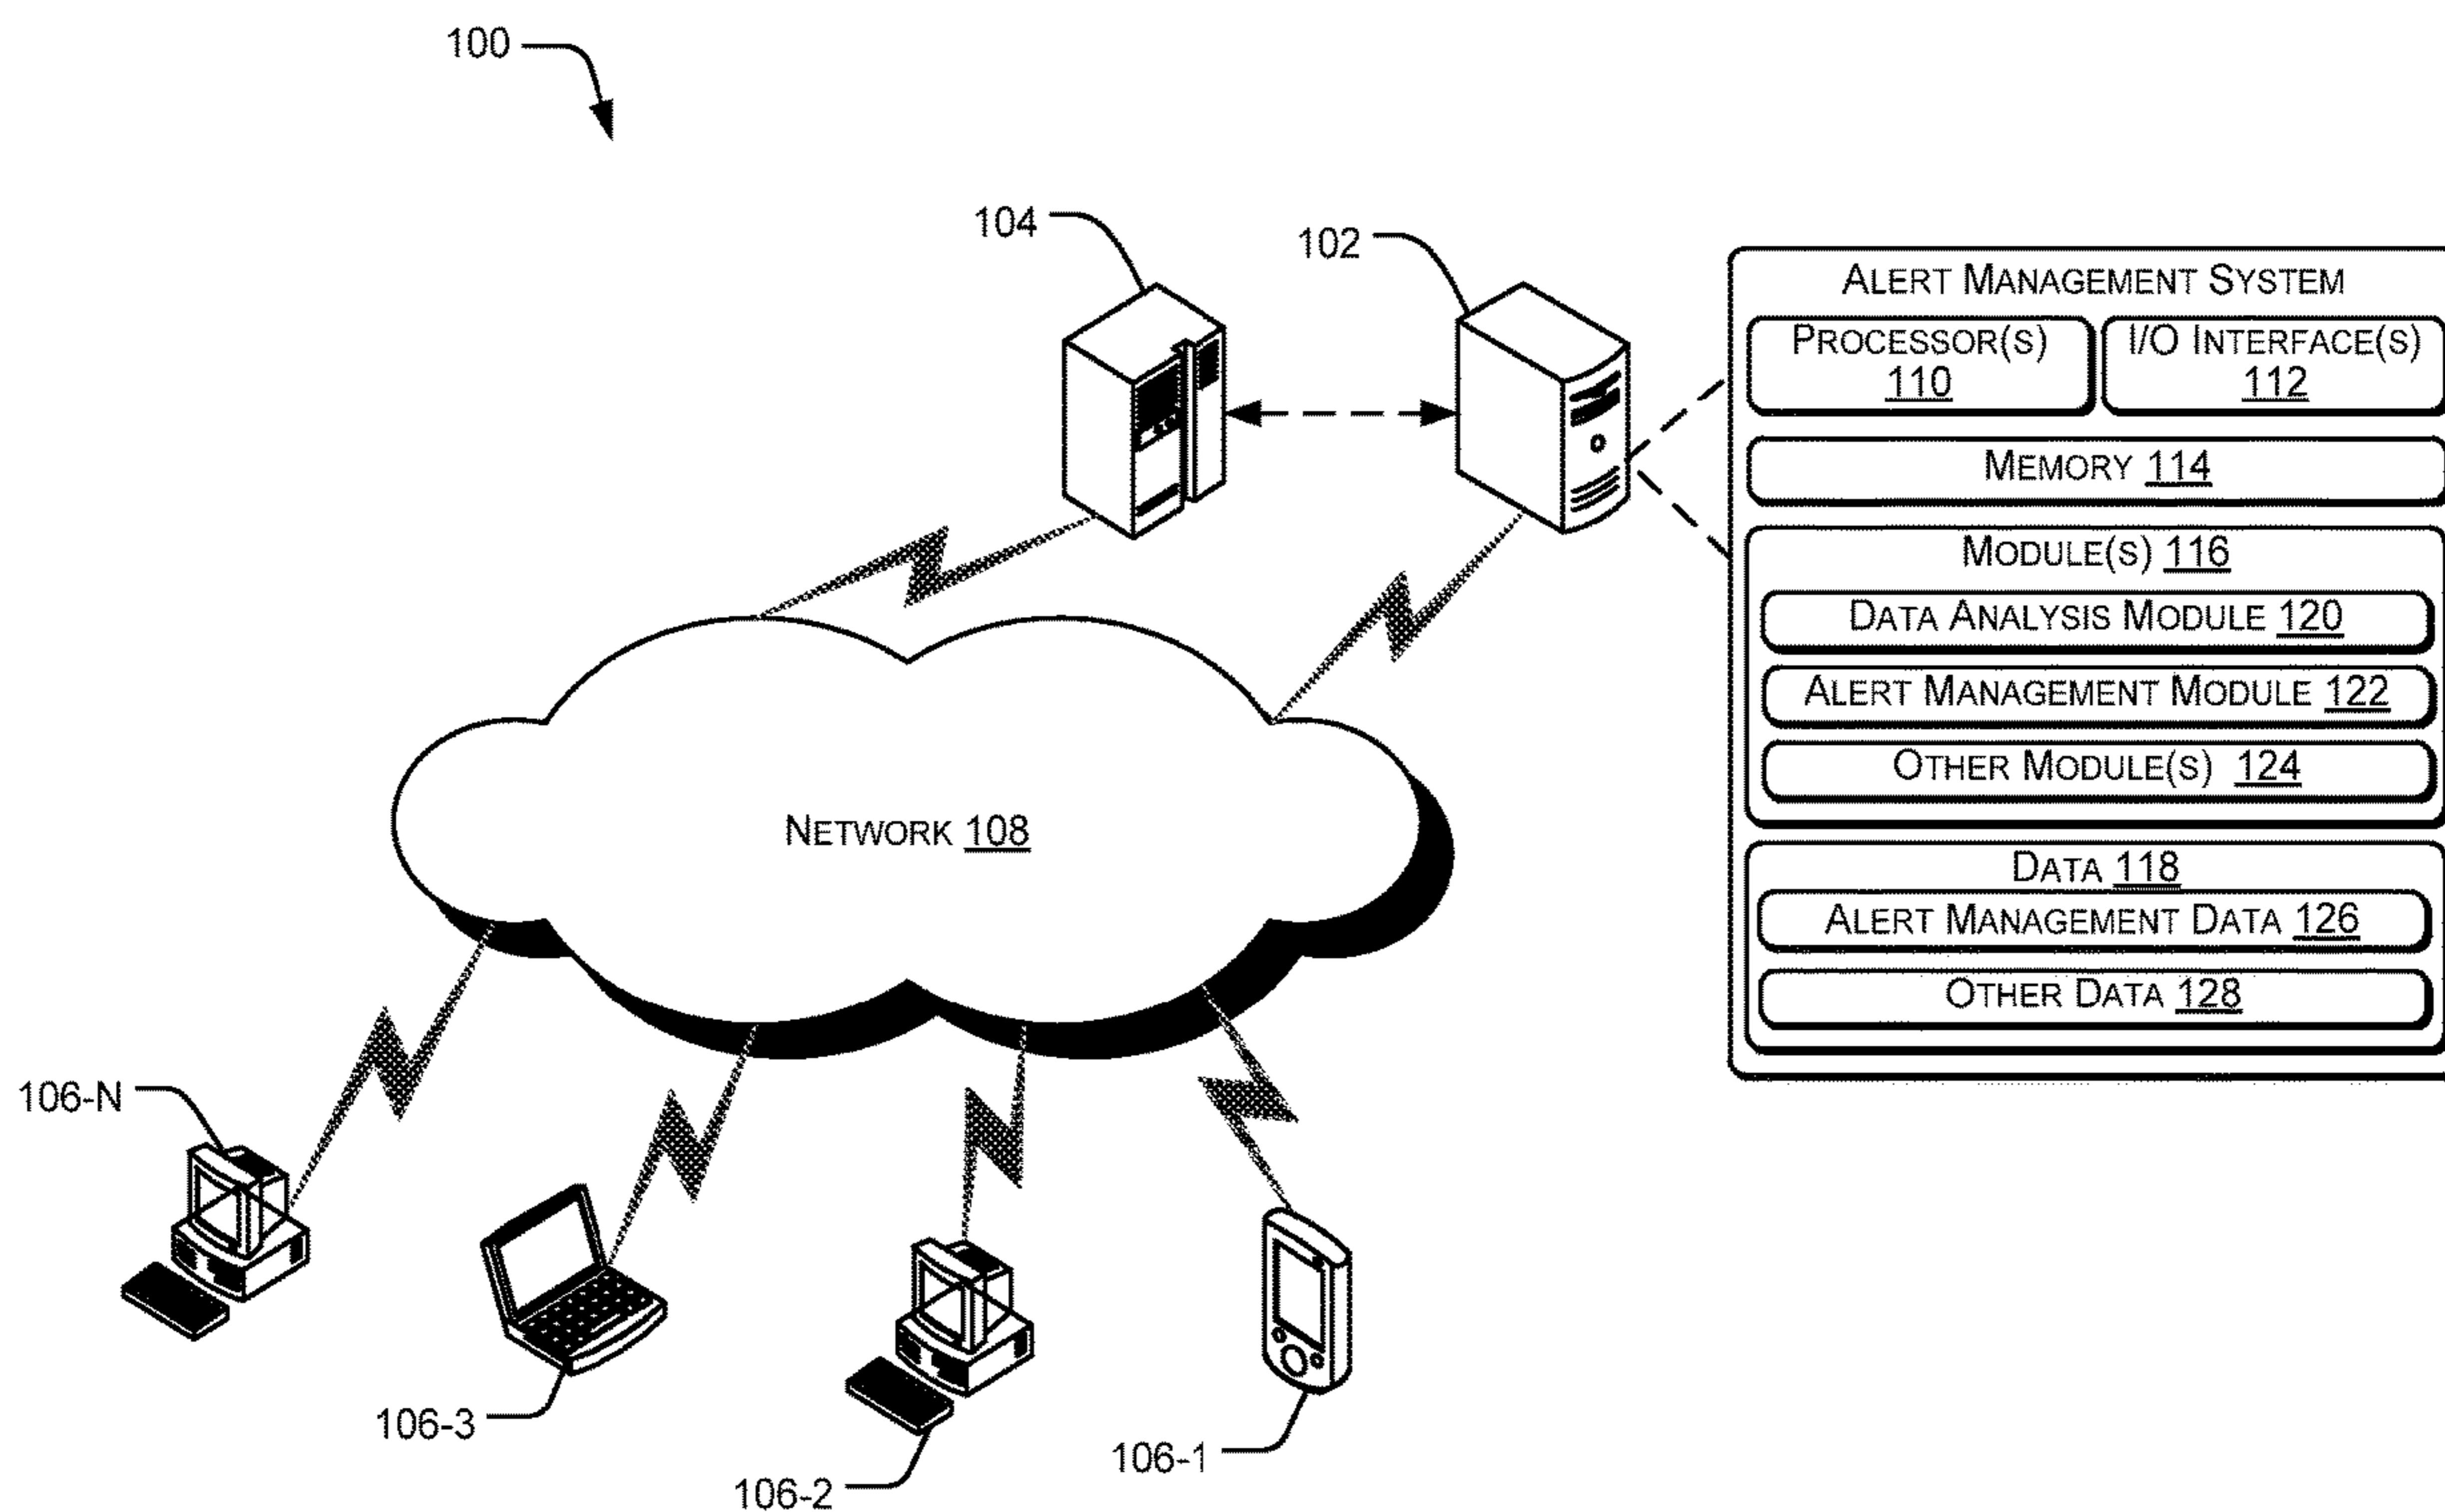 100
104
102
ALERT MANAGEMENT SYSTEM
PROCESSOR(S)
110
I/O INTERFACE(S)
112
MEMORY 114
MODULE(S) 116
DATA ANALYSIS MODULE 120
ALERT MANAGEMENT MODULE 122
OTHER MODULE(S) 124
DATA 118
ALERT MANAGEMENT DATA 126
OTHER DATA 128
NETWORK 108
106-N
106-3
106-2
106-1